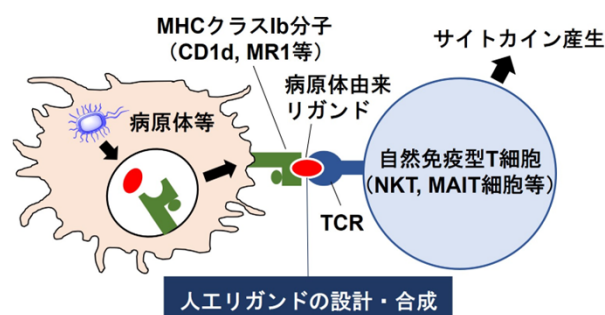 MHCクラスIb分子
（CD1d, MR1等）
サイトカイン産生
病原体由来
リガンド
病原体等
自然免疫型T細胞
（NKT, MAIT細胞等）
TCR
人工リガンドの設計・合成